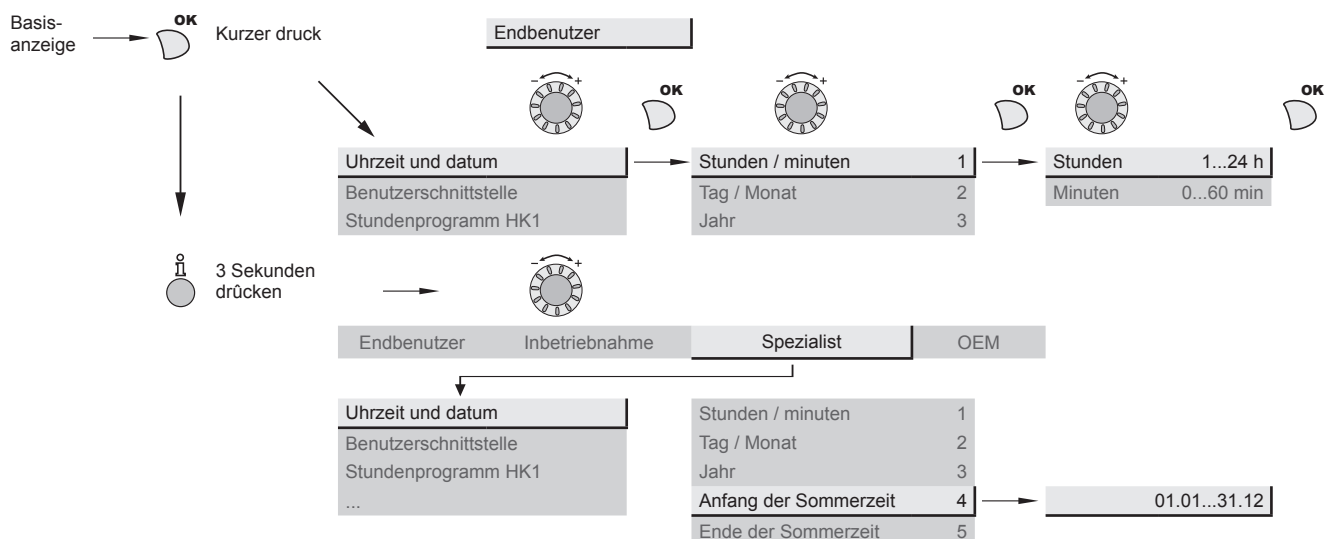 Basis-
anzeige
OK
Kurzer druck
Endbenutzer
- +
OK
- +
OK
- +
OK
Uhrzeit und datum
Benutzerschnittstelle
Stundenprogramm HK1
Stunden / minuten 1
Tag / Monat 2
Jahr 3
Stunden 1...24 h
Minuten 0...60 min
i
3 Sekunden
drûcken
- +
Endbenutzer Inbetriebnahme Spezialist OEM
Uhrzeit und datum
Benutzerschnittstelle
Stundenprogramm HK1
...
Stunden / minuten 1
Tag / Monat 2
Jahr 3
Anfang der Sommerzeit 4
Ende der Sommerzeit 5
01.01...31.12